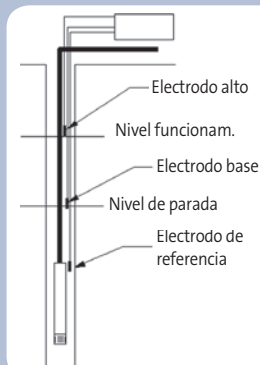 Electrodo alto
Nivel funcionam.
Electrodo base
Nivel de parada
Electrodo de
referencia